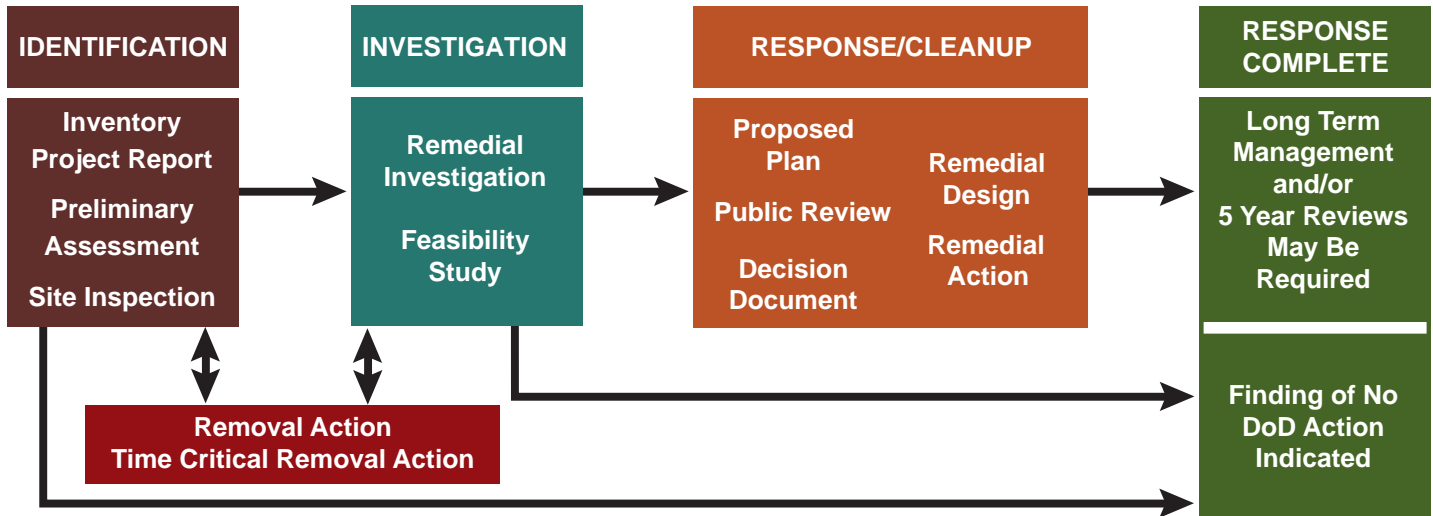 IDENTIFICATION
Inventory
Project Report
Preliminary
Assessment
Site Inspection
INVESTIGATION
Remedial
Investigation
Feasibility
Study
Removal Action
Time Critical Removal Action
RESPONSE/CLEANUP
Proposed
Plan
Public Review
Decision
Document
Remedial
Design
Remedial
Action
RESPONSE
COMPLETE
Long Term
Management
and/or
5 Year Reviews
May Be
Required
Finding of No
DoD Action
Indicated